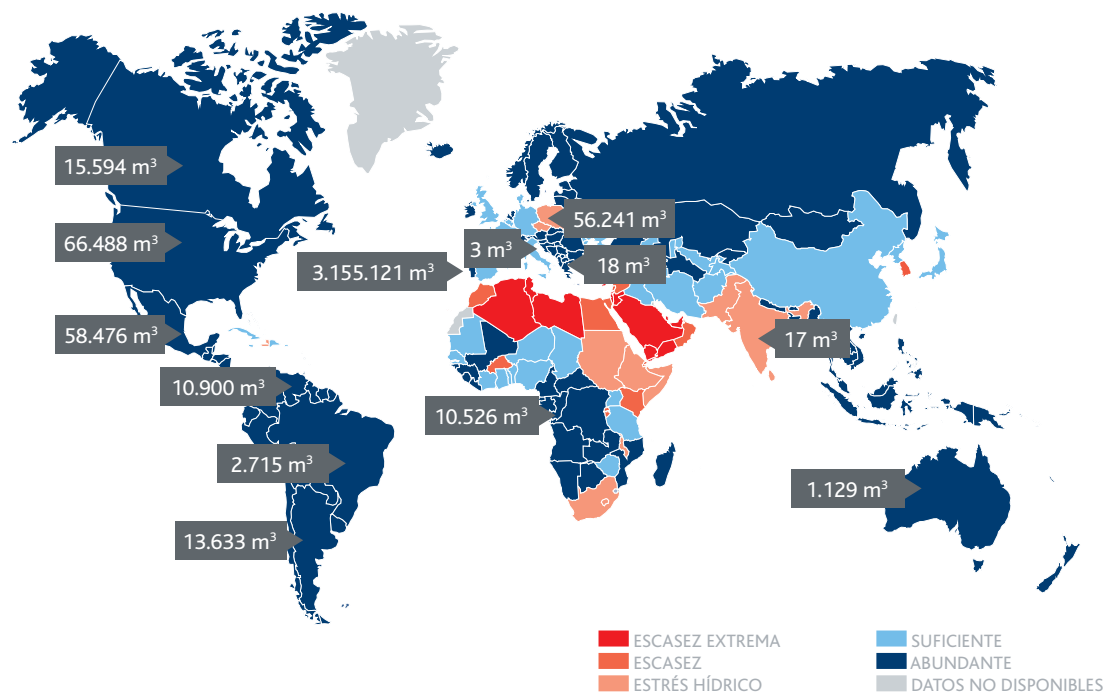 15.594 m³
66.488 m³
58.476 m³
10.900 m³
2.715 m³
13.633 m³
3.155.121 m³
3 m³
56.241 m³
18 m³
10.526 m³
17 m³
1.129 m³
ESCASEZ EXTREMA
ESCASEZ
ESTRÉS HÍDRICO
SUFICIENTE
ABUNDANTE
DATOS NO DISPONIBLES